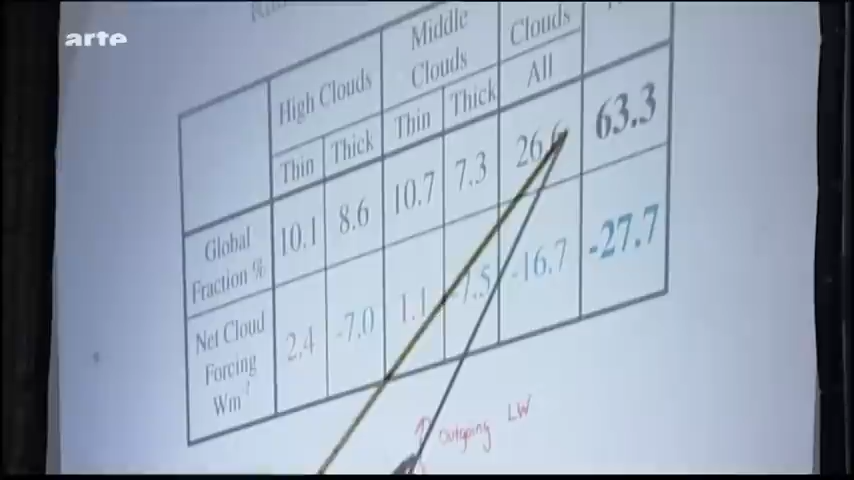 arte
Middle
Clouds
Clouds
High Clouds
All
Thin
Thick
Thin
Thick
Global
Fraction %
10.1
8.6
10.7
7.3
26.6
63.3
Net Cloud
Forcing
Wm
2.4
-7.0
1.1
-7.5
-16.7
-27.7
Outgoing LW